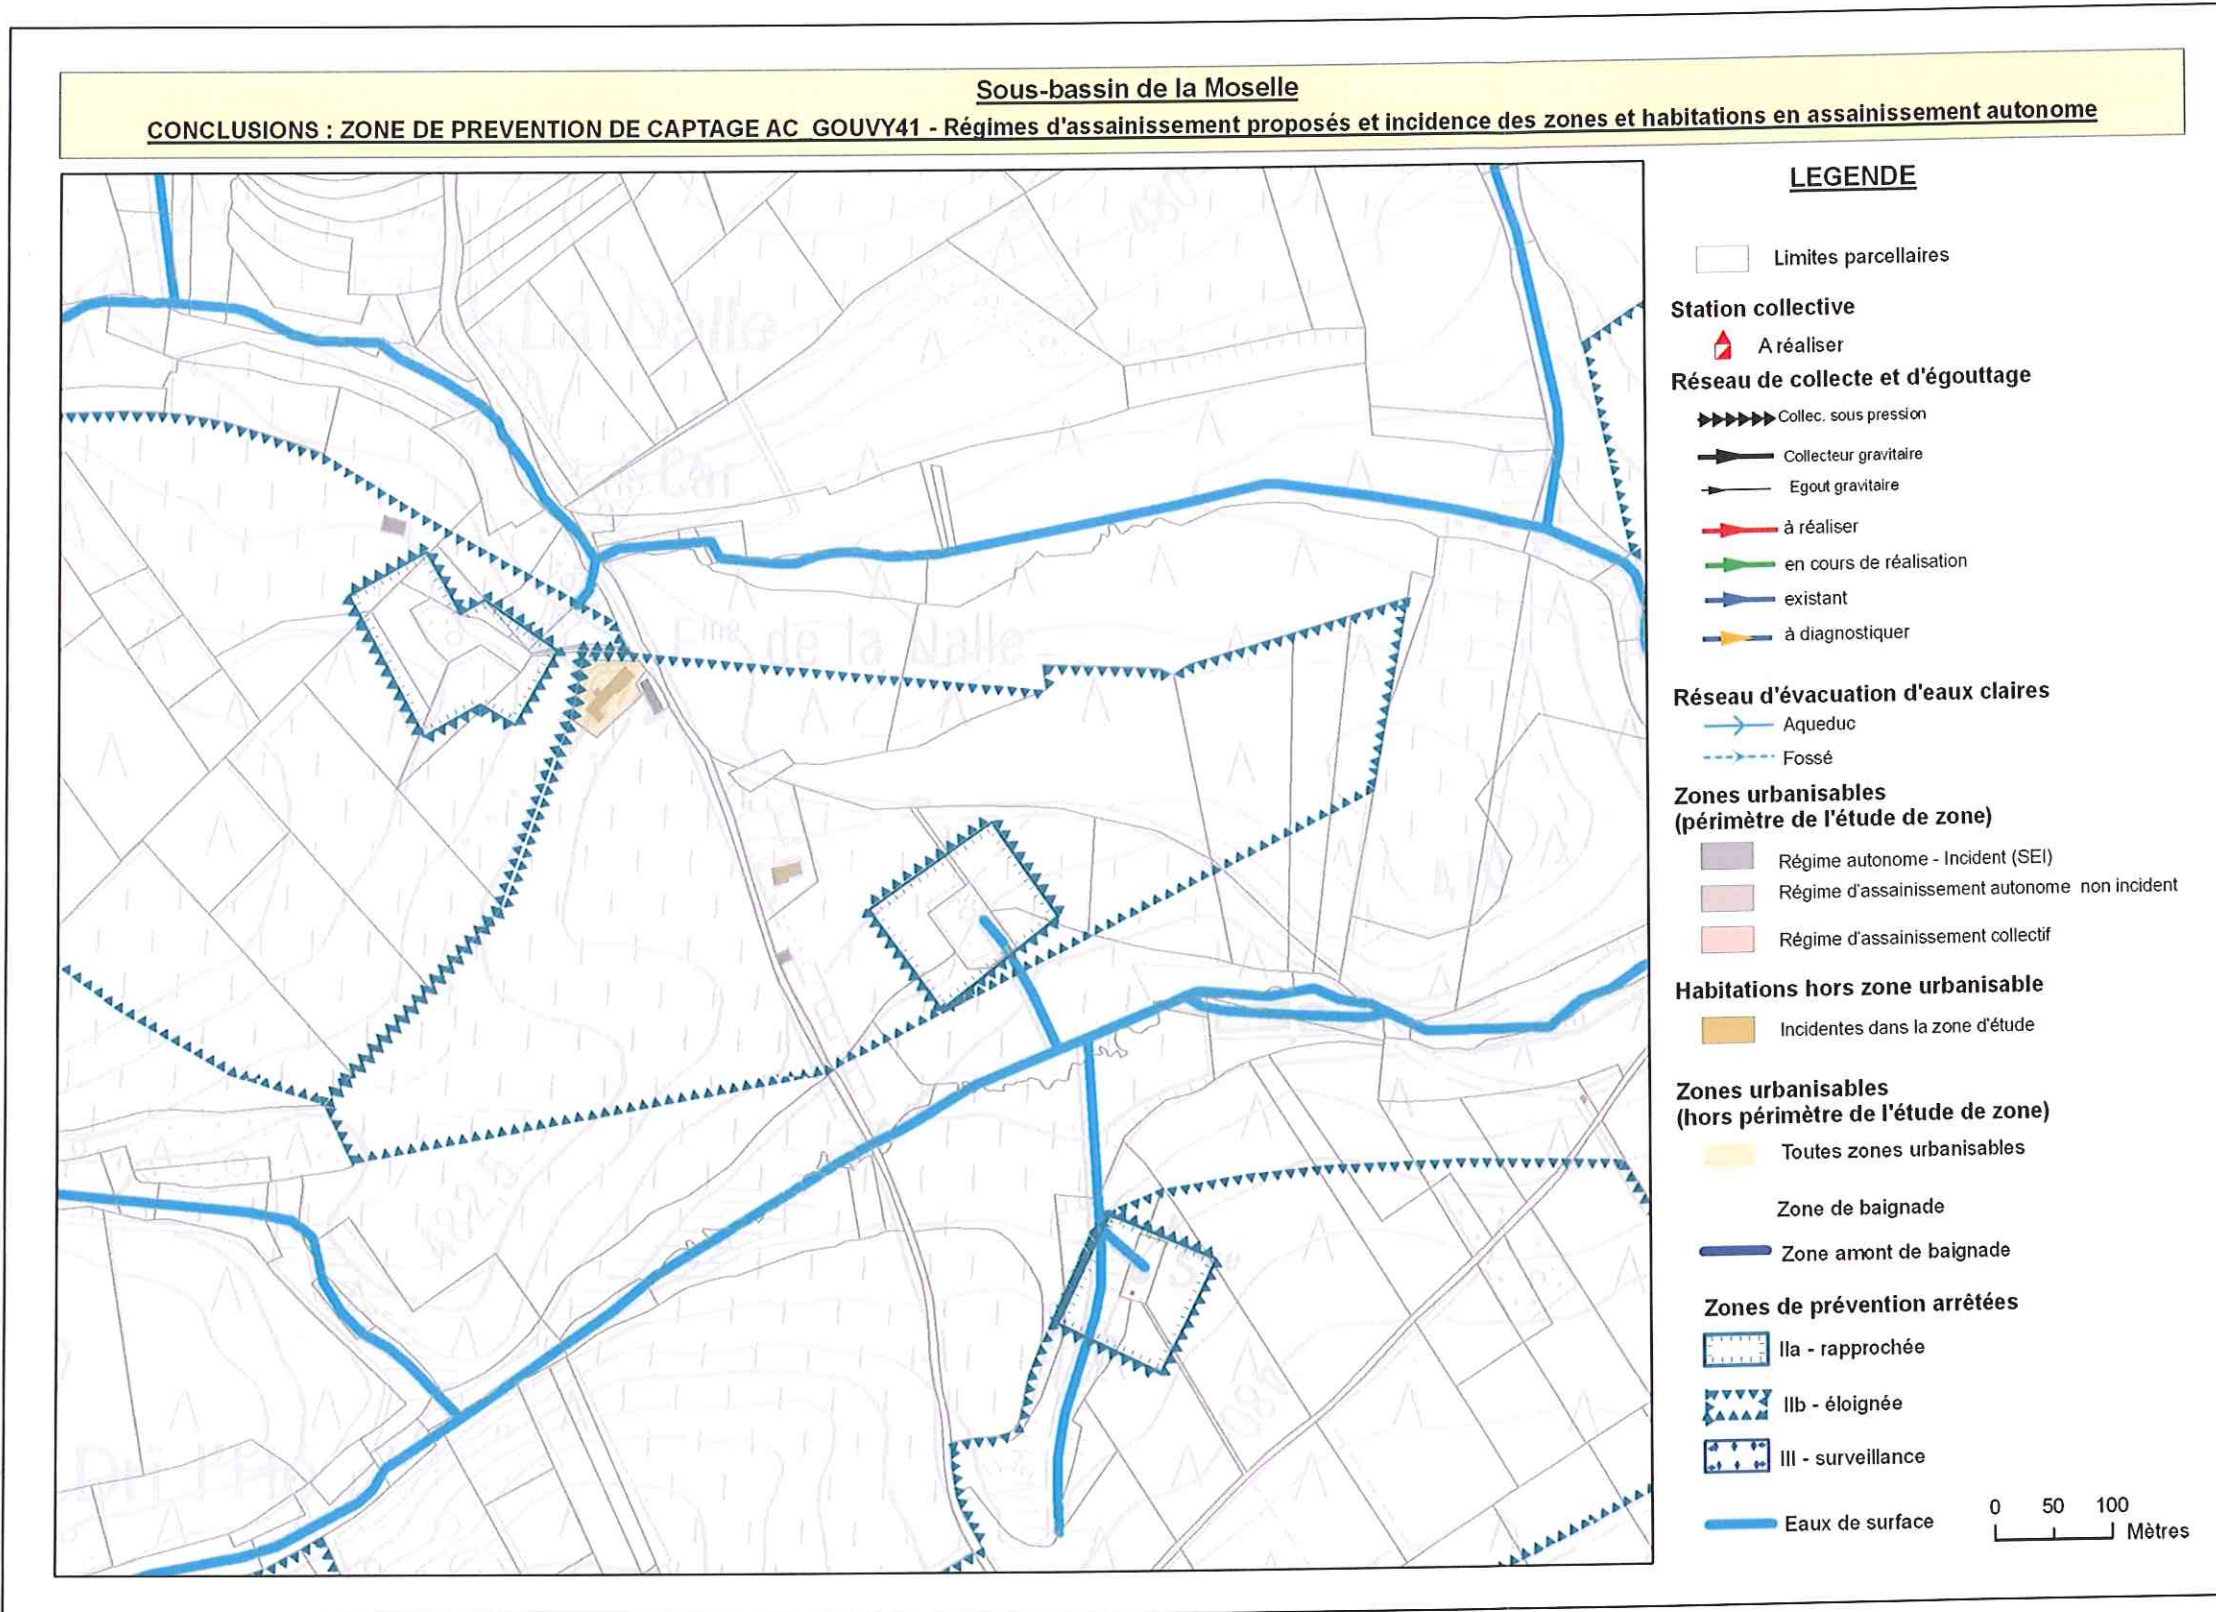 Sous-bassin de la Moselle
CONCLUSIONS : ZONE DE PREVENTION DE CAPTAGE AC_GOUVY41 - Régimes d'assainissement proposés et incidence des zones et habitations en assainissement autonome
LEGENDE
Limites parcellaires
Station collective
A réaliser
Réseau de collecte et d'égouttage
Collec. sous pression
Collecteur gravitaire
Egout gravitaire
à réaliser
en cours de réalisation
existant
à diagnostiquer
Réseau d'évacuation d'eaux claires
Aqueduc
Fossé
Zones urbanisables
(périmètre de l'étude de zone)
Régime autonome - Incident (SEI)
Régime d'assainissement autonome non incident
Régime d'assainissement collectif
Habitations hors zone urbanisable
Incidentes dans la zone d'étude
Zones urbanisables
(hors périmètre de l'étude de zone)
Toutes zones urbanisables
Zone de baignade
Zone amont de baignade
Zones de prévention arrêtées
IIa - rapprochée
IIb - éloignée
III - surveillance
Eaux de surface
0 50 100
Mètres
480
La Dalle
Fme de la Dalle
482.5
480